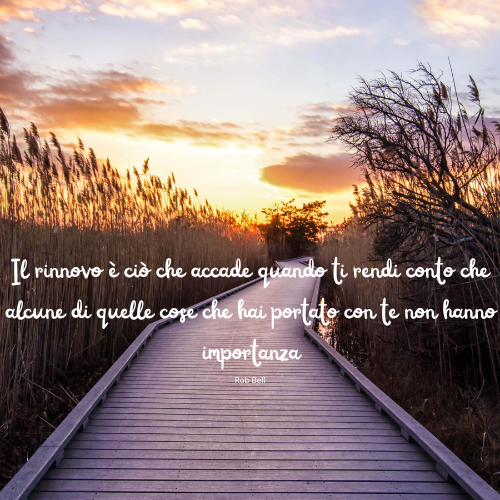 Il rinnovo è ciò che accade quando ti rendi conto che
alcune di quelle cose che hai portato con te non hanno
importanza
Rob Bell